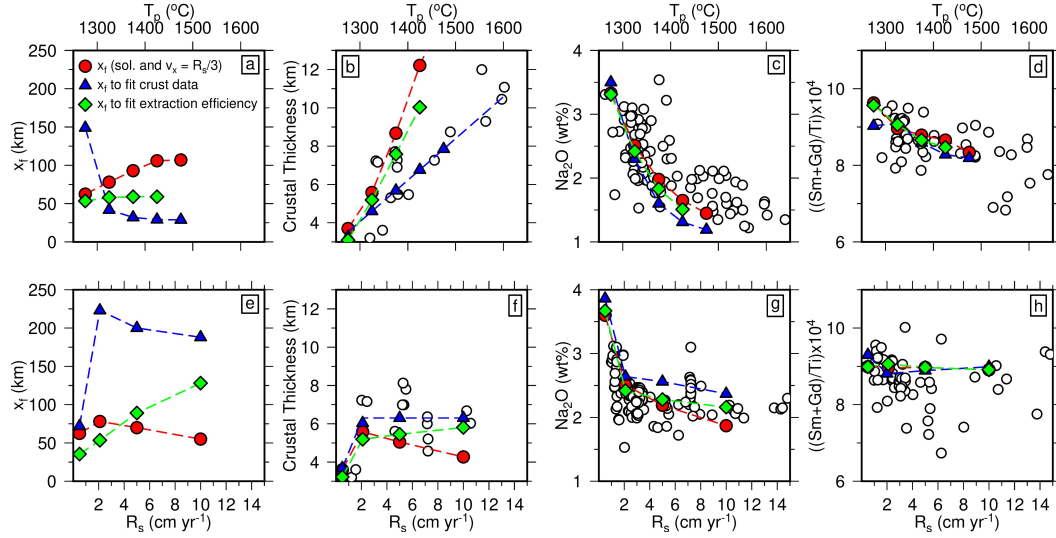 Tp (ºC)
Tp (ºC)
Tp (ºC)
Tp (ºC)
1300 1400 1500 1600
1300 1400 1500 1600
1300 1400 1500 1600
1300 1400 1500 1600
a
xf (sol. and vx = Rs/3)
xf to fit crust data
xf to fit extraction efficiency
xf (km)
250
200
150
100
50
0
b
Crustal Thickness (km)
12
10
8
6
4
c
Na2O (wt%)
4
3
2
1
d
((Sm+Gd)/Ti)x10⁴
10
8
6
e
xf (km)
250
200
150
100
50
0
0 2 4 6 8 10 12 14
Rs (cm yr⁻¹)
f
Crustal Thickness (km)
12
10
8
6
4
2 4 6 8 10 12 14
Rs (cm yr⁻¹)
g
Na2O (wt%)
4
3
2
1
0 2 4 6 8 10 12 14
Rs (cm yr⁻¹)
h
((Sm+Gd)/Ti)x10⁴
10
8
6
2 4 6 8 10 12 14
Rs (cm yr⁻¹)